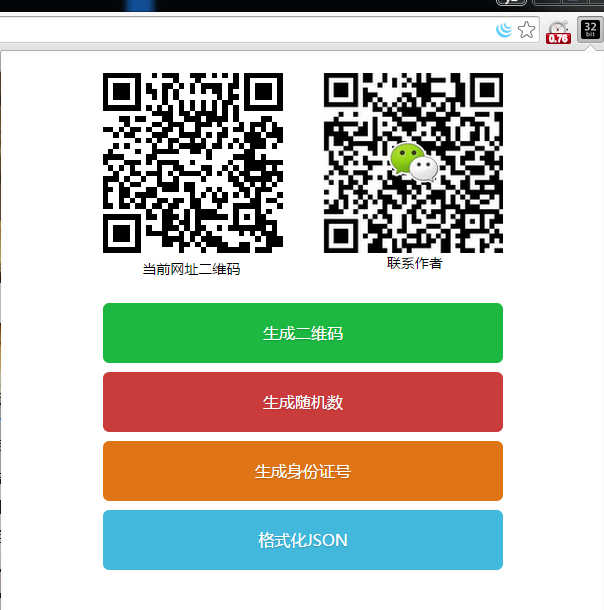 0.76
32
bit
当前网址二维码
联系作者
生成二维码
生成随机数
生成身份证号
格式化JSON